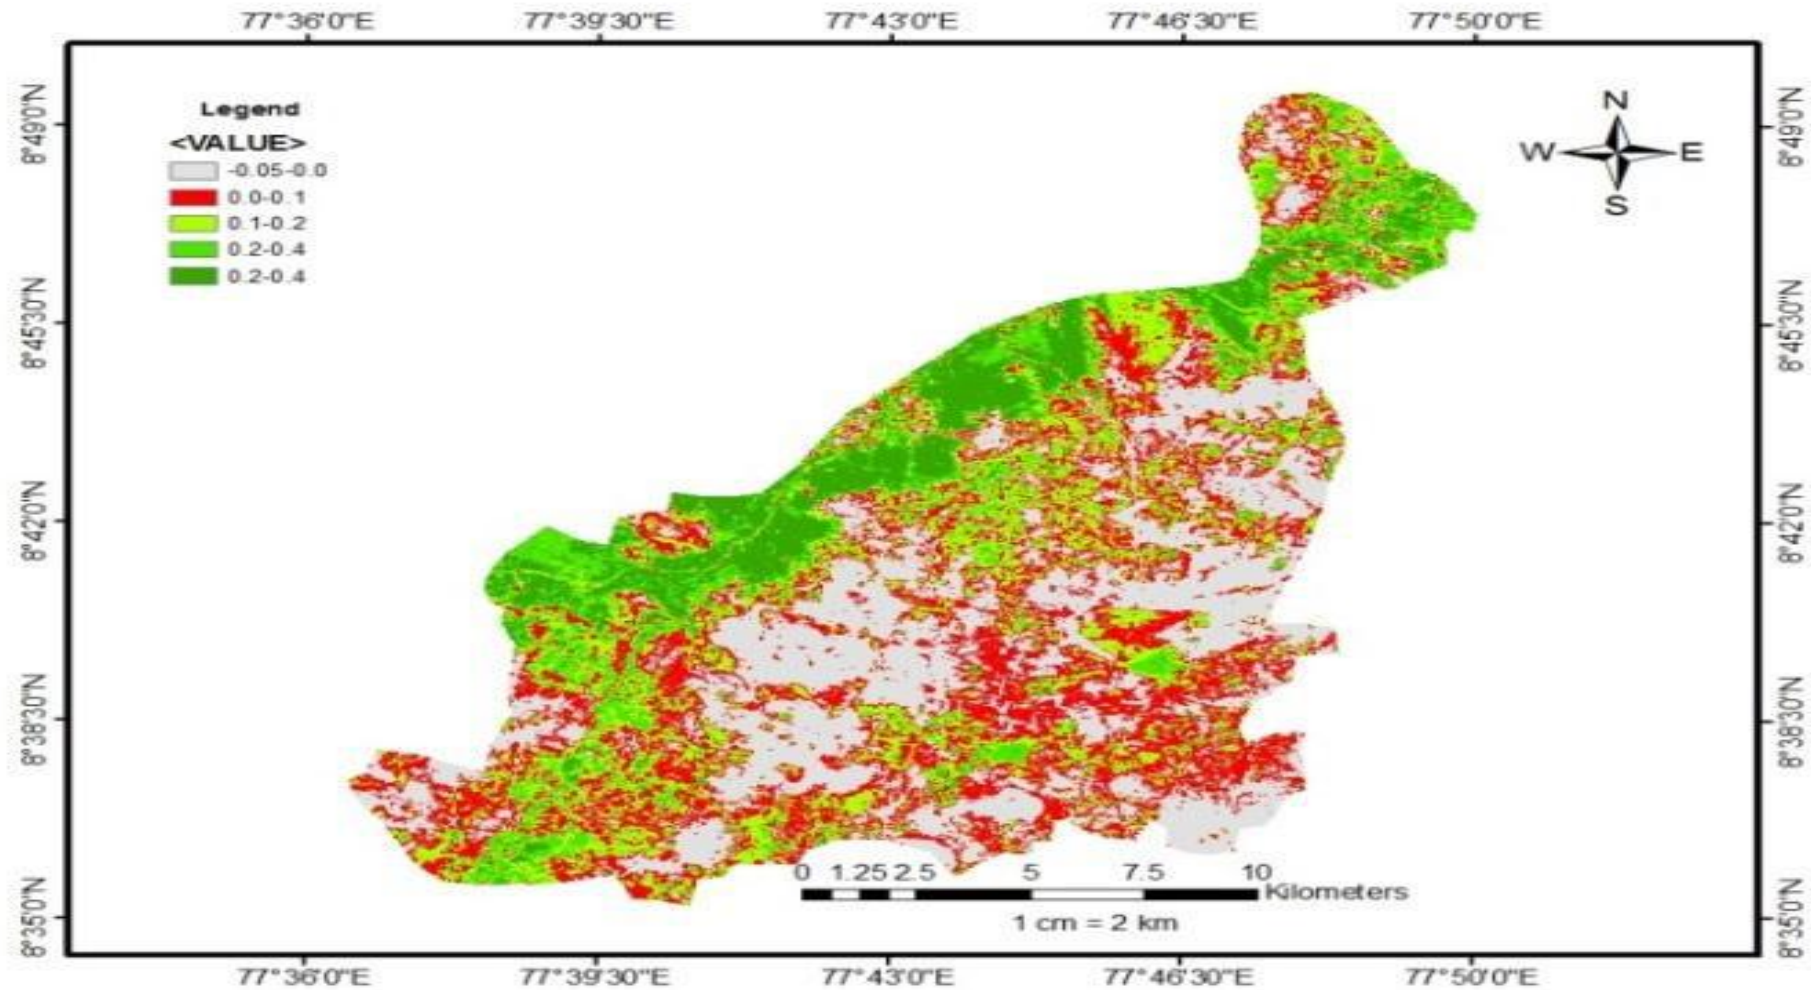 77°36'0"E 77°39'30"E 77°43'0"E 77°46'30"E 77°50'0"E
Legend
<VALUE>
-0.05-0.0
0.0-0.1
0.1-0.2
0.2-0.4
0.2-0.4
N
W E
S
8°49'0"N
8°45'30"N
8°42'0"N
8°38'30"N
8°35'0"N
8°49'0"N
8°45'30"N
8°42'0"N
8°38'30"N
8°35'0"N
0 1.25 2.5 5 7.5 10
Kilometers
1 cm = 2 km
77°36'0"E 77°39'30"E 77°43'0"E 77°46'30"E 77°50'0"E